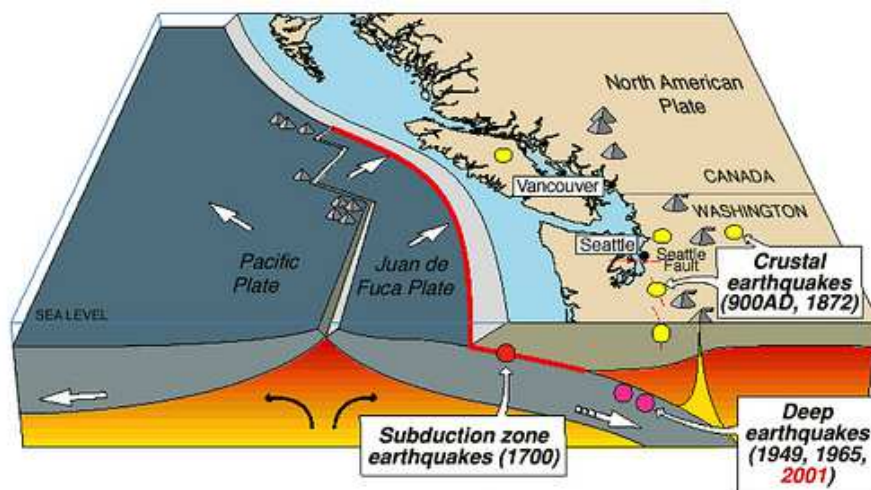 North American
Plate
CANADA
Vancouver
WASHINGTON
Seattle
Seattle
Fault
Pacific
Plate
Juan de
Fuca Plate
Crustal
earthquakes
(900AD, 1872)
SEA LEVEL
Subduction zone
earthquakes (1700)
Deep
earthquakes
(1949, 1965,
2001)